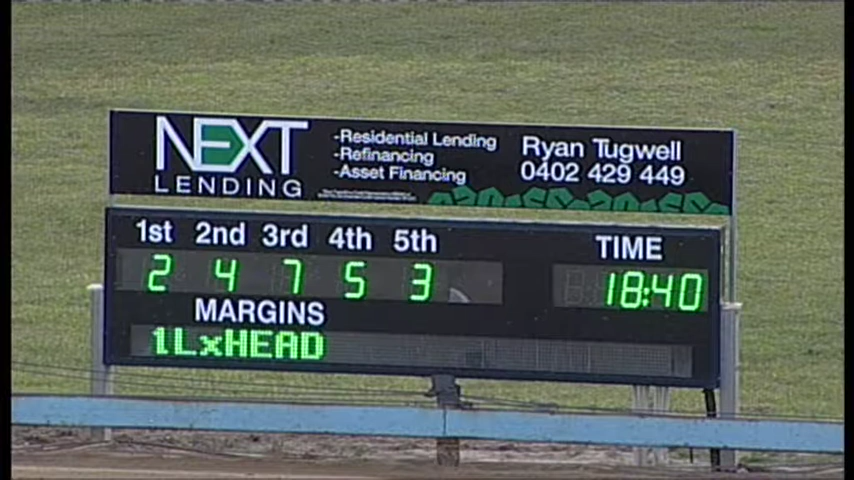 NEXT
LENDING
-Residential Lending
-Refinancing
-Asset Financing
Ryan Tugwell
0402 429 449
1st 2nd 3rd 4th 5th TIME
2 4 7 5 3 18:40
MARGINS
1LxHEAD